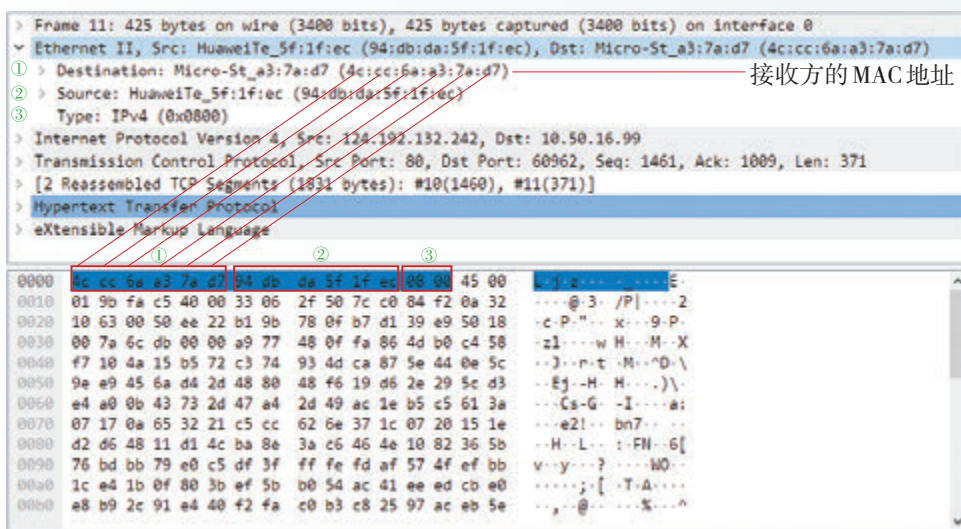 Frame 11: 425 bytes on wire (3400 bits), 425 bytes captured (3400 bits) on interface 0
Ethernet II, Src: HuaweiTe_5f:1f:ec (94:db:da:5f:1f:ec), Dst: Micro-St_a3:7a:d7 (4c:cc:6a:a3:7a:d7)
① Destination: Micro-St_a3:7a:d7 (4c:cc:6a:a3:7a:d7) 接收方的MAC地址
② Source: HuaweiTe_5f:1f:ec (94:db:da:5f:1f:ec)
③ Type: IPv4 (0x0800)
Internet Protocol Version 4, Src: 124.192.132.242, Dst: 10.50.16.99
Transmission Control Protocol, Src Port: 80, Dst Port: 60962, Seq: 1461, Ack: 1009, Len: 371
[2 Reassembled TCP Segments (1831 bytes): #10(1460), #11(371)]
Hypertext Transfer Protocol
eXtensible Markup Language
① ② ③
0000 4c cc 6a a3 7a d7 94 db da 5f 1f ec 08 00 45 00 L·j·z····_····E·
0010 01 9b fa c5 40 00 33 06 2f 50 7c c0 84 f2 0a 32 ····@·3·/P|····2
0020 10 63 00 50 ee 22 b1 9b 78 0f b7 d1 39 e9 50 18 ·c·P·"··x···9·P·
0030 00 7a 6c db 00 00 a9 77 48 0f fa 86 4d b0 c4 58 ·zl····wH···M··X
0040 f7 10 4a 15 b5 72 c3 74 93 4d ca 87 5e 44 0e 5c ··J··r·t·M··^D·\
0050 9e e9 45 6a d4 2d 48 80 48 f6 19 d6 2e 29 5c d3 ··Ej·-H·H···.)\·
0060 e4 a0 0b 43 73 2d 47 a4 2d 49 ac 1e b5 c5 61 3a ···Cs-G·-I····a:
0070 07 17 0a 65 32 21 c5 cc 62 6e 37 1c 07 20 15 1e ···e2!··bn7·· ··
0080 d2 d6 48 11 d1 4c ba 8e 3a c6 46 4e 10 82 36 5b ··H··L··:·FN··6[
0090 76 bd bb 79 e0 c5 df 3f ff fe fd af 57 4f ef bb v··y···?····WO··
00a0 1c e4 1b 0f 80 3b ef 5b b0 54 ac 41 ee ed cb e0 ·····;·[·T·A····
00b0 e8 b9 2c 91 e4 40 f2 fa c0 b3 c8 25 97 ac eb 5e ··,··@·····%···^